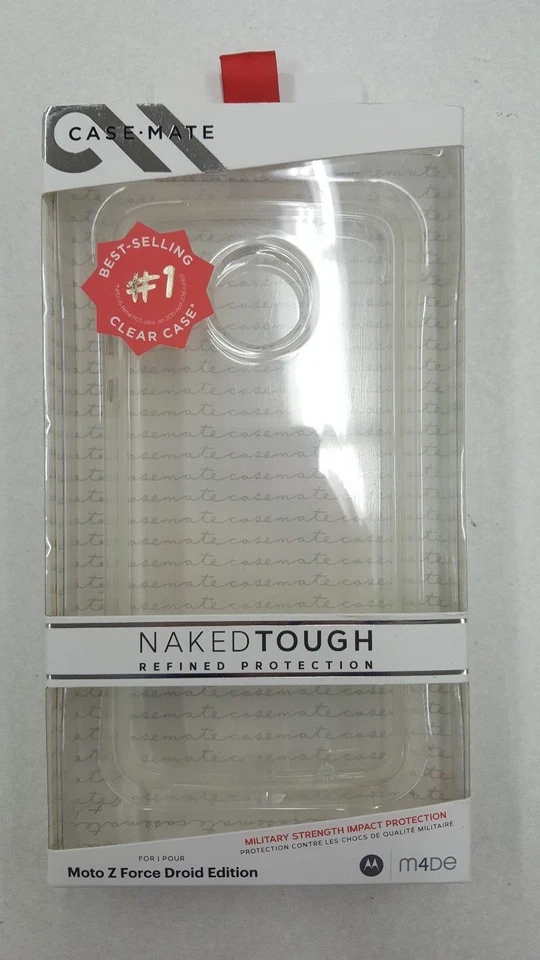 CASE·MATE
BEST-SELLING
#1
CLEAR CASE*
NAKEDTOUGH
REFINED PROTECTION
MILITARY STRENGTH IMPACT PROTECTION
PROTECTION CONTRE LES CHOCS DE QUALITÉ MILITAIRE
FOR | POUR
Moto Z Force Droid Edition
m4De